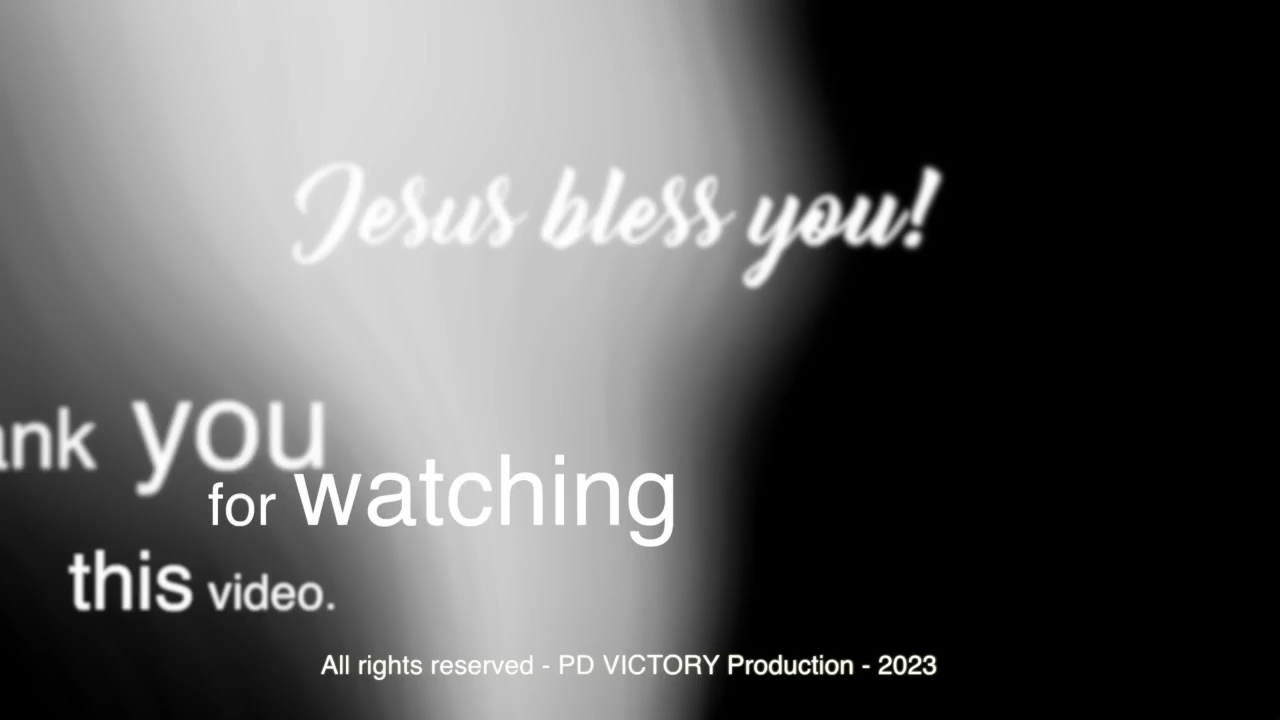 Jesus bless you!
ank you
for watching
this video.
All rights reserved - PD VICTORY Production - 2023